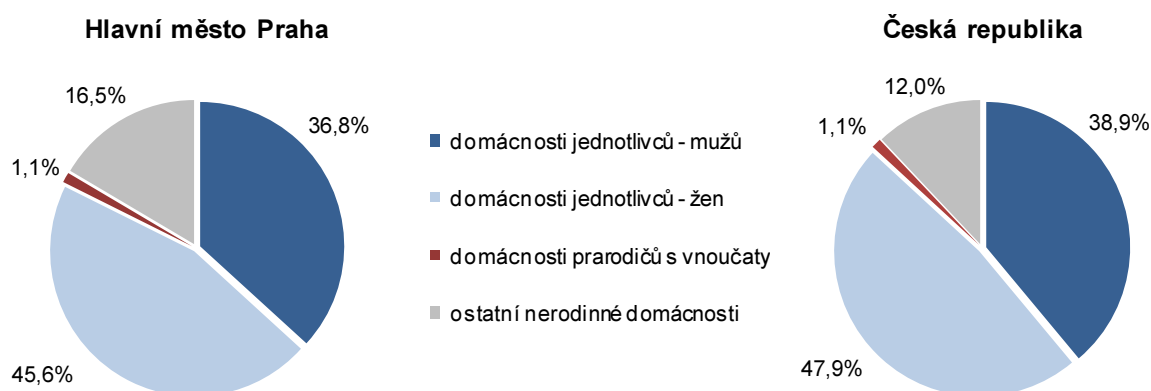 Hlavní město Praha
16,5%
36,8%
1,1%
45,6%
domácnosti jednotlivců - mužů
domácnosti jednotlivců - žen
domácnosti prarodičů s vnoučaty
ostatní nerodinné domácnosti
Česká republika
12,0%
38,9%
1,1%
47,9%